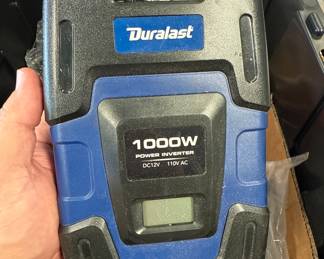 Duralast
1000W
POWER INVERTER
DC12V 110V AC